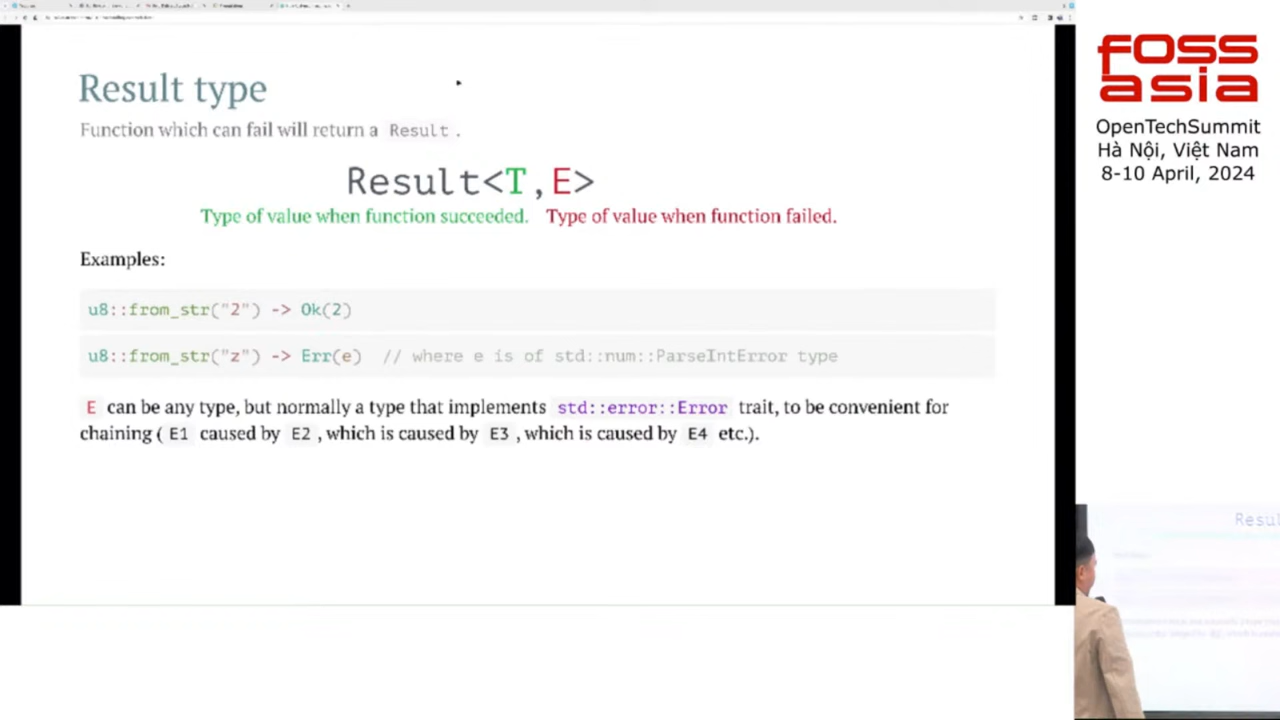 Result type
Function which can fail will return a Result .
Result<T,E>
Type of value when function succeeded. Type of value when function failed.
Examples:
u8::from_str("2") -> Ok(2)
u8::from_str("z") -> Err(e) // where e is of std::num::ParseIntError type
E can be any type, but normally a type that implements std::error::Error trait, to be convenient for
chaining ( E1 caused by E2 , which is caused by E3 , which is caused by E4 etc.).
FOSS
asia
OpenTechSummit
Hà Nội, Việt Nam
8-10 April, 2024
Resul